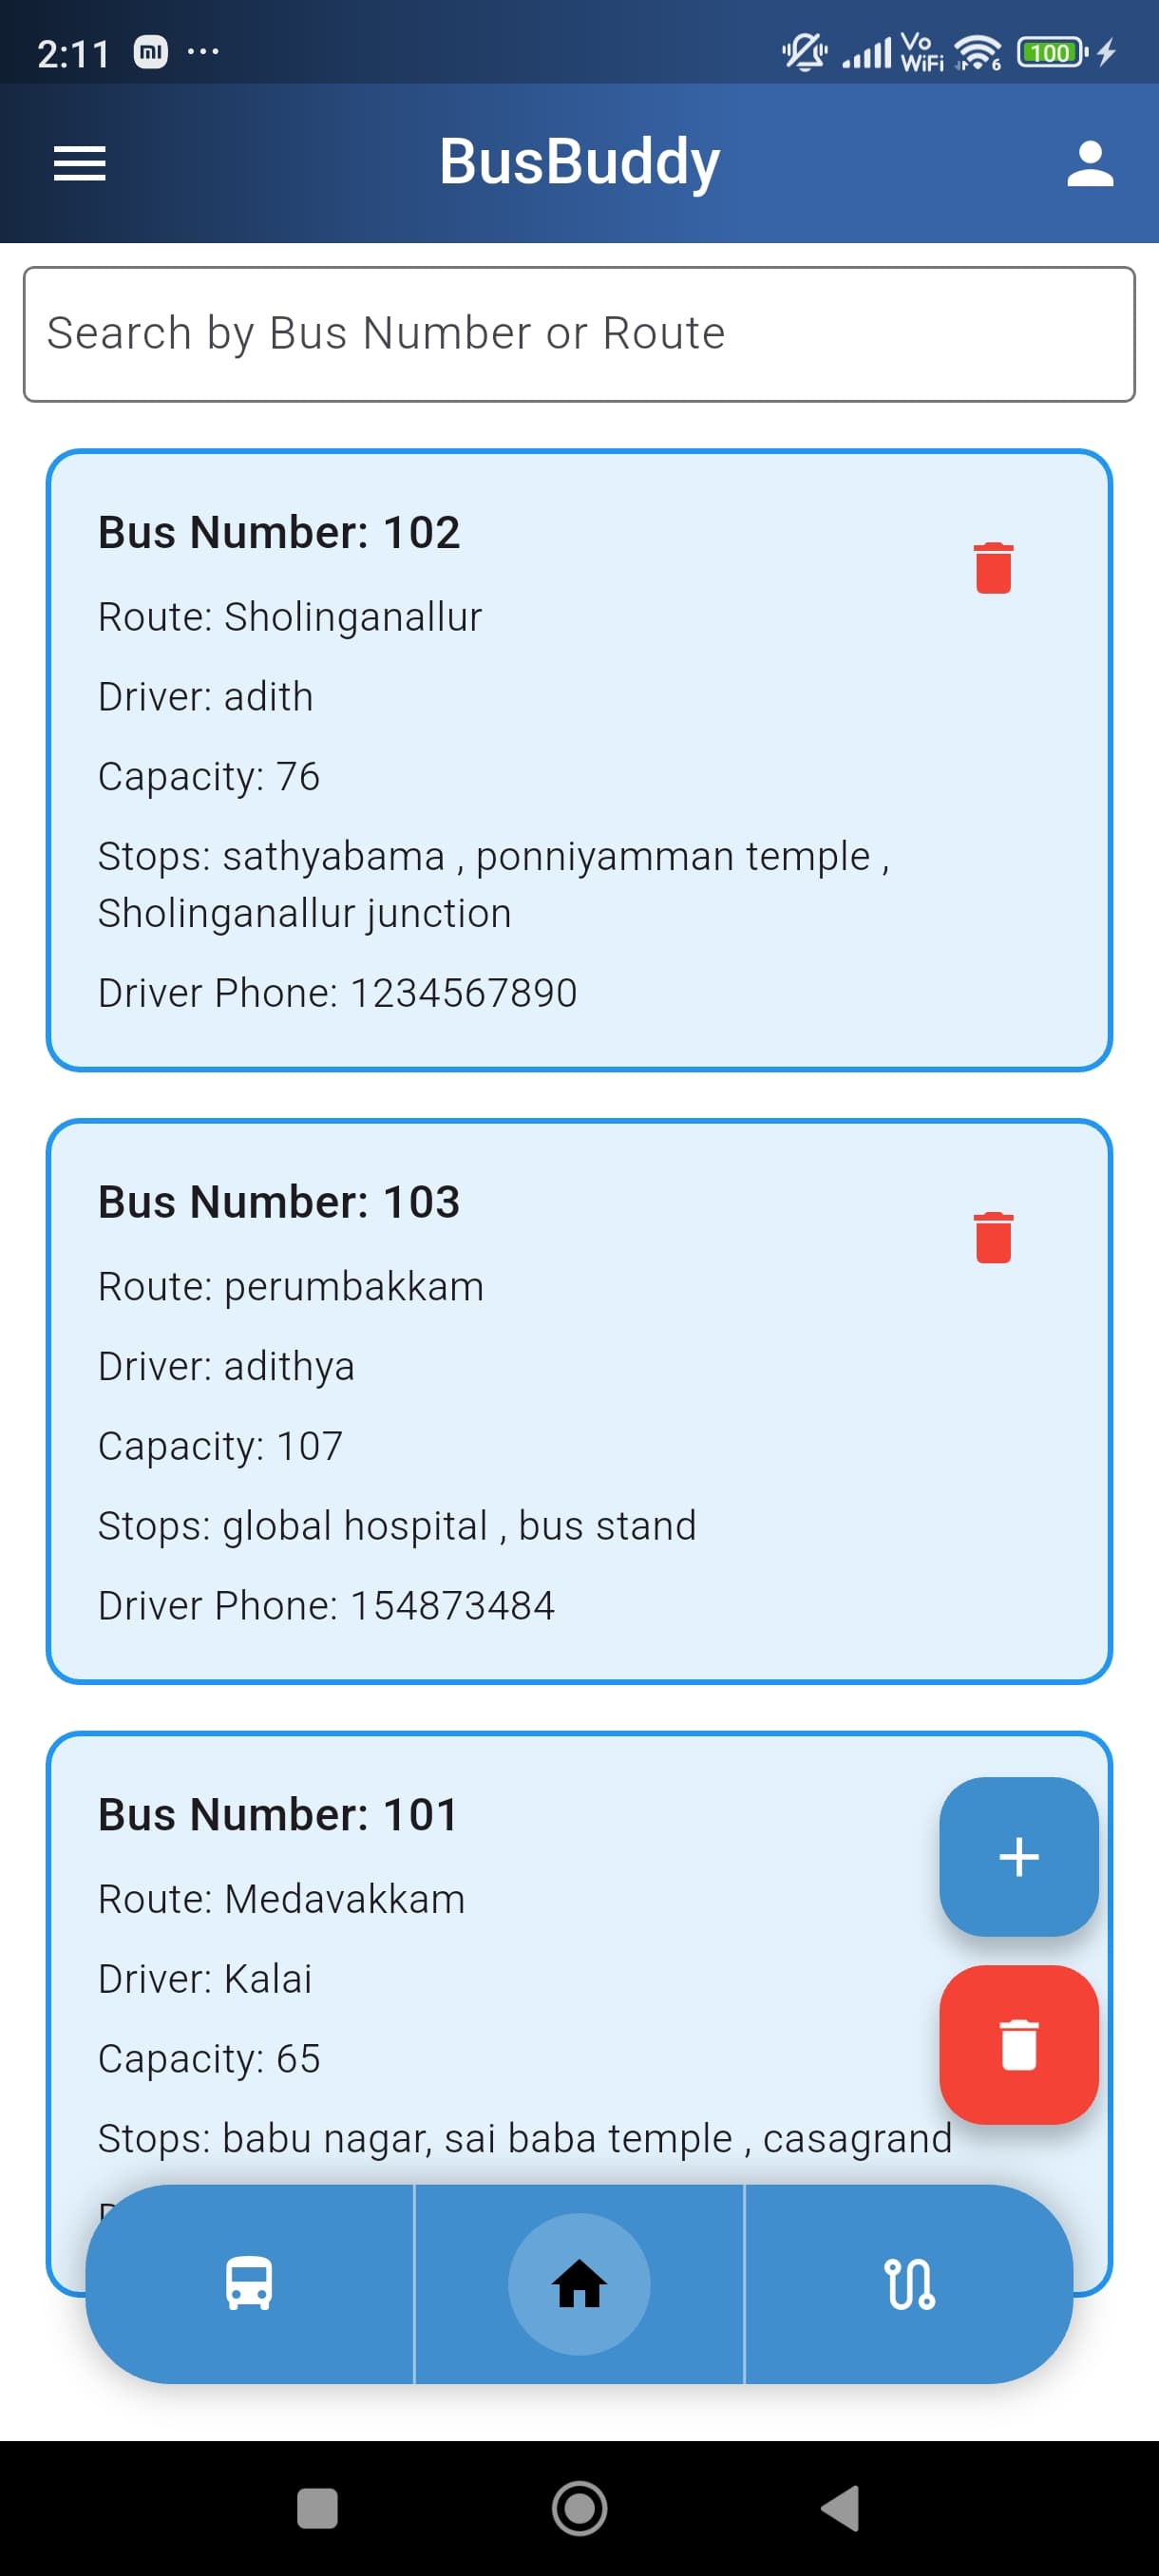 2:11
Vo
WiFi 6
100
BusBuddy
Search by Bus Number or Route
Bus Number: 102
Route: Sholinganallur
Driver: adith
Capacity: 76
Stops: sathyabama , ponniyamman temple ,
Sholinganallur junction
Driver Phone: 1234567890
Bus Number: 103
Route: perumbakkam
Driver: adithya
Capacity: 107
Stops: global hospital , bus stand
Driver Phone: 154873484
Bus Number: 101
Route: Medavakkam
Driver: Kalai
Capacity: 65
Stops: babu nagar, sai baba temple , casagrand